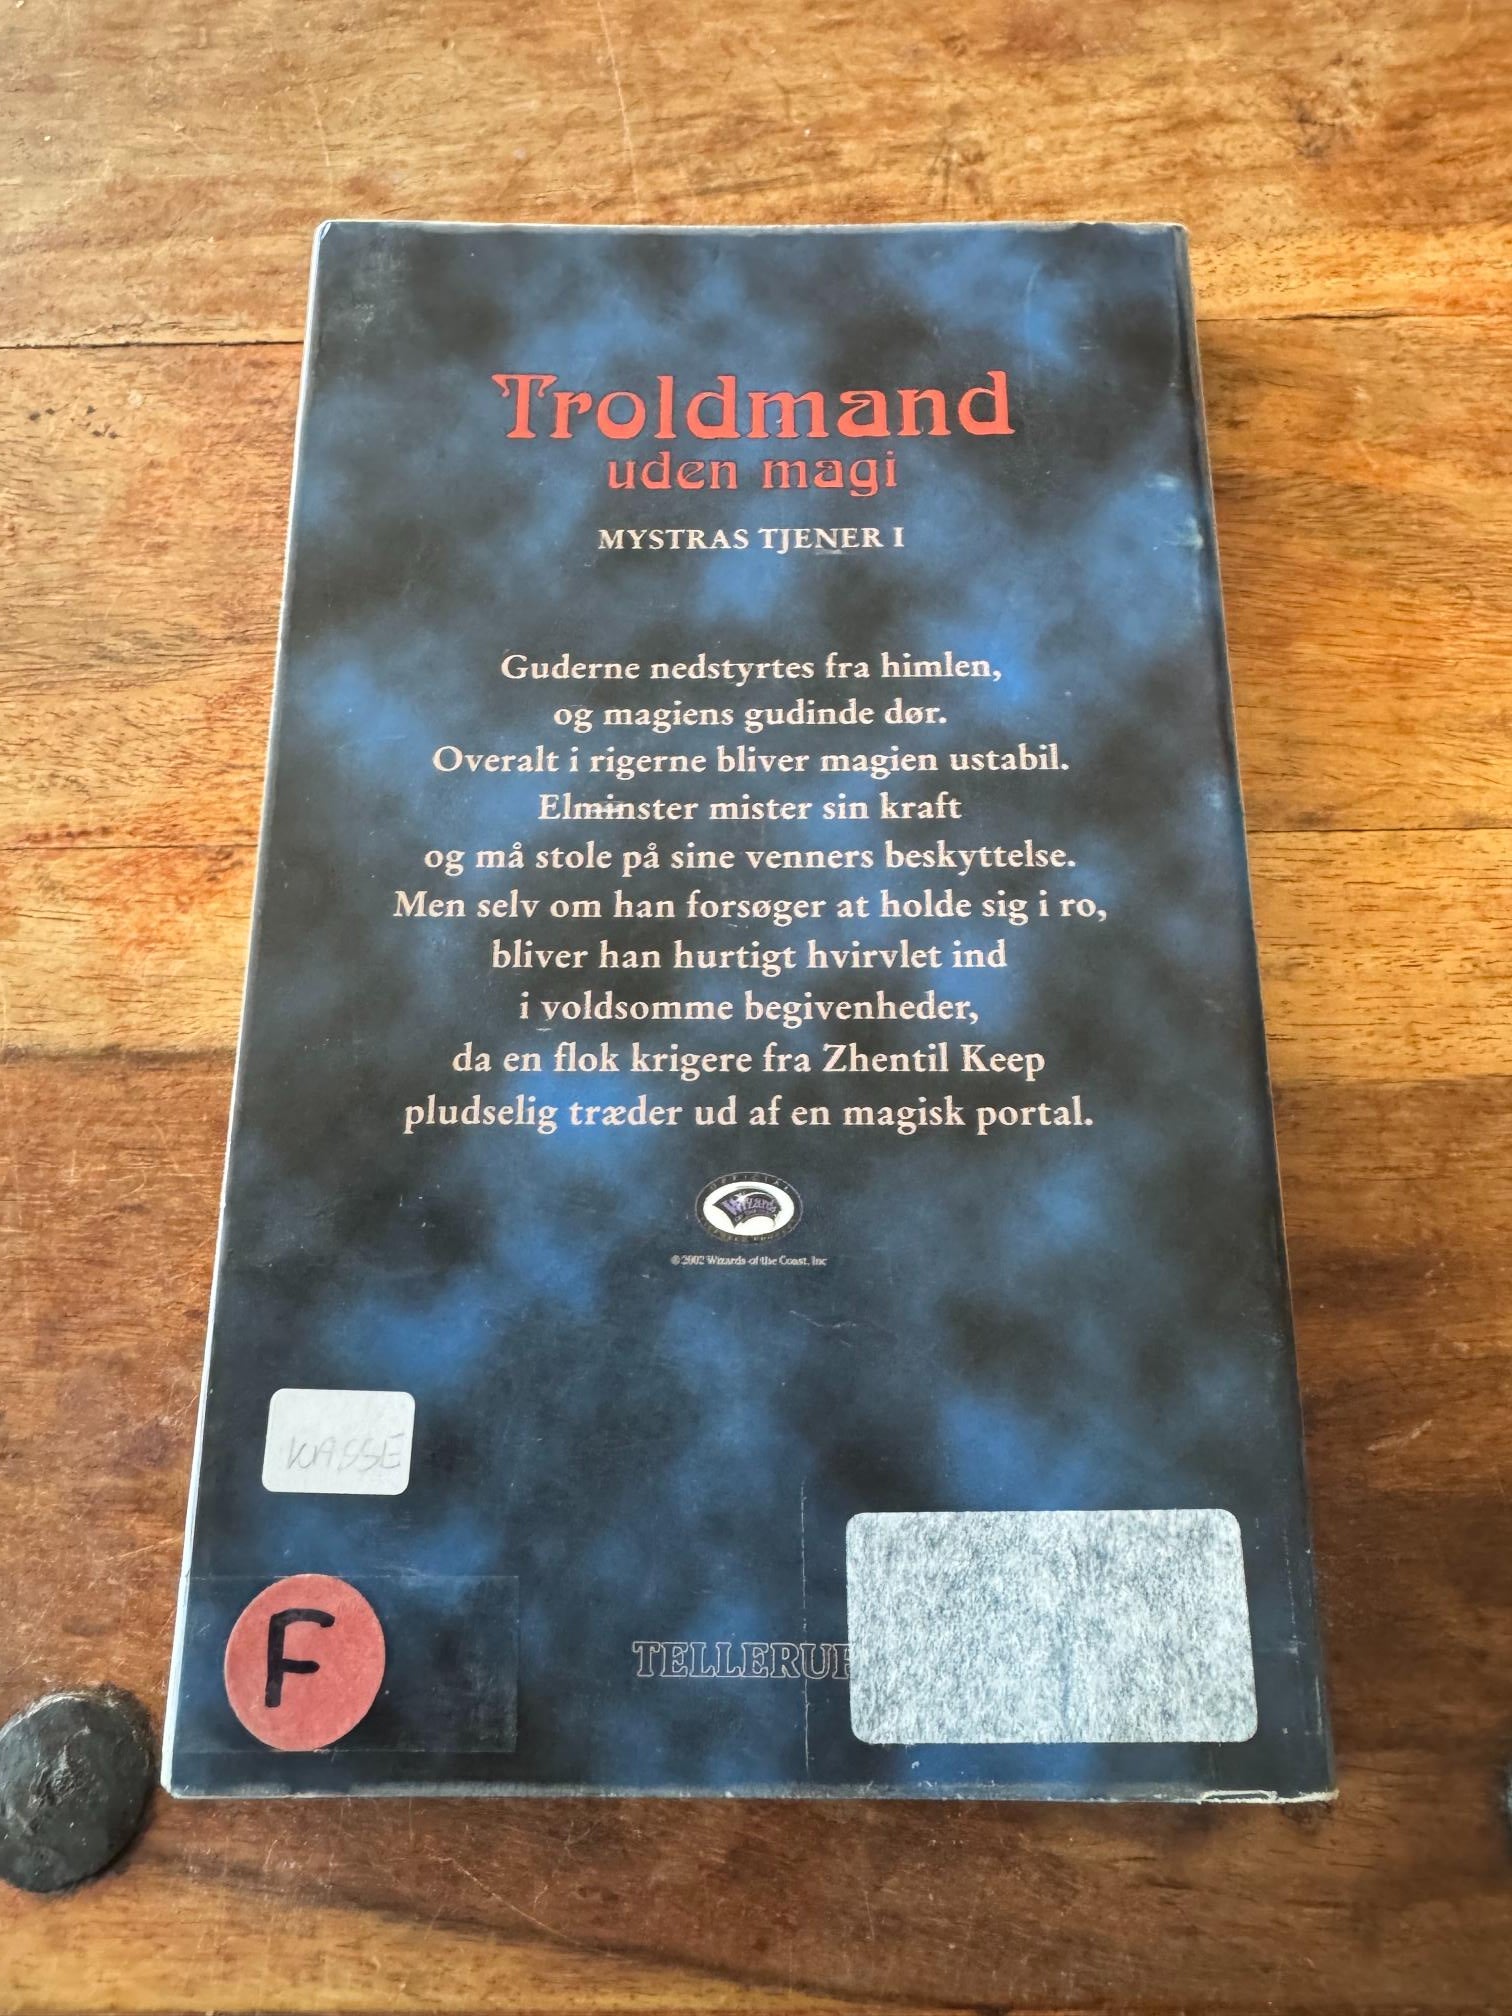 Troldmand
uden magi
MYSTRAS TJENER I
Guderne nedstyrtes fra himlen,
og magiens gudinde dør.
Overalt i rigerne bliver magien ustabil.
Elminster mister sin kraft
og må stole på sine venners beskyttelse.
Men selv om han forsøger at holde sig i ro,
bliver han hurtigt hvirvlet ind
i voldsomme begivenheder,
da en flok krigere fra Zhentil Keep
pludselig træder ud af en magisk portal.
OFFICIAL
Wizards
© 2002 Wizards of the Coast, Inc
KASSE
F
TELLERUP